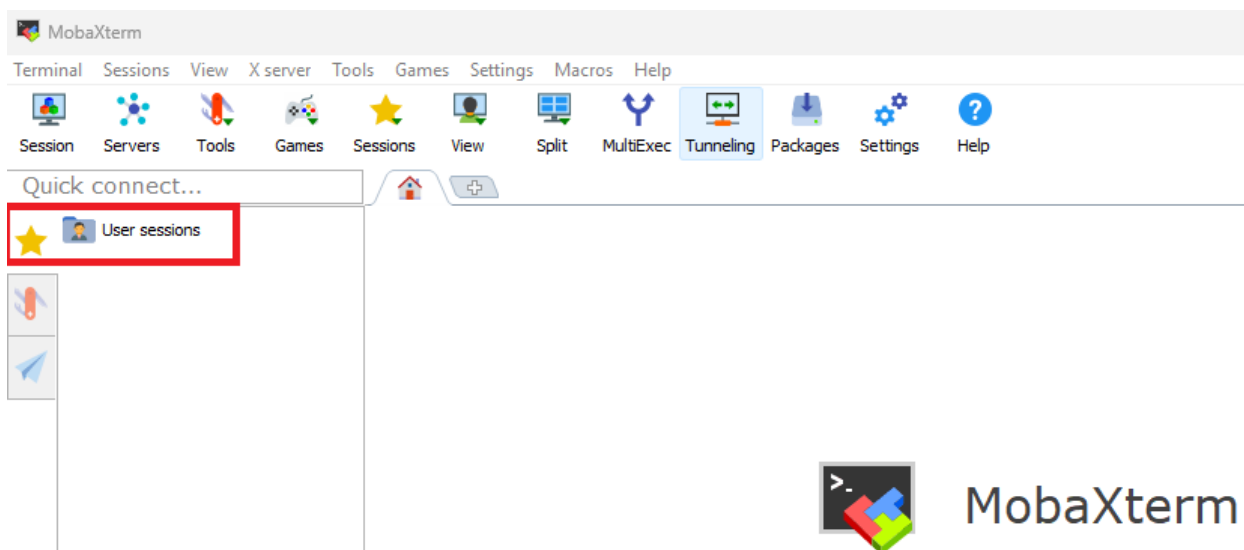 MobaXterm
Terminal Sessions View X server Tools Games Settings Macros Help
Session Servers Tools Games Sessions View Split MultiExec Tunneling Packages Settings Help
Quick connect...
User sessions
>_
MobaXterm